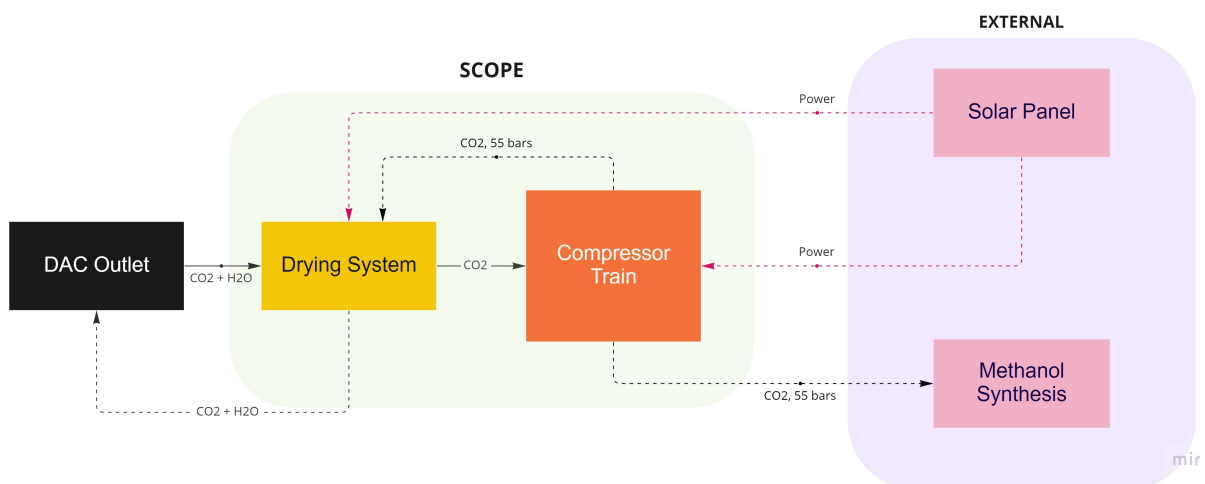 EXTERNAL
SCOPE
Power
Solar Panel
CO2, 55 bars
DAC Outlet
CO2 + H2O
Drying System
CO2
Compressor
Train
Power
Methanol
Synthesis
CO2, 55 bars
CO2 + H2O
mir